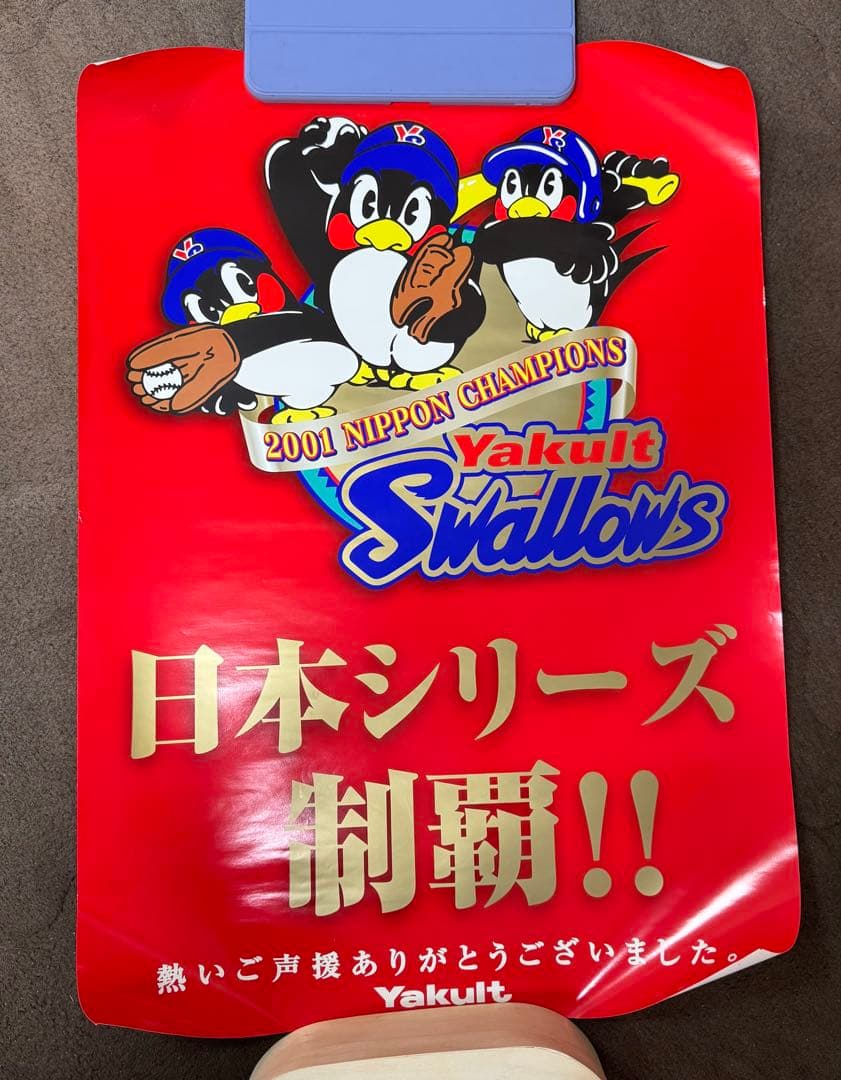 2001 NIPPON CHAMPIONS
Yakult
Swallows
日本シリーズ
制覇!!
熱いご声援ありがとうございました。
Yakult